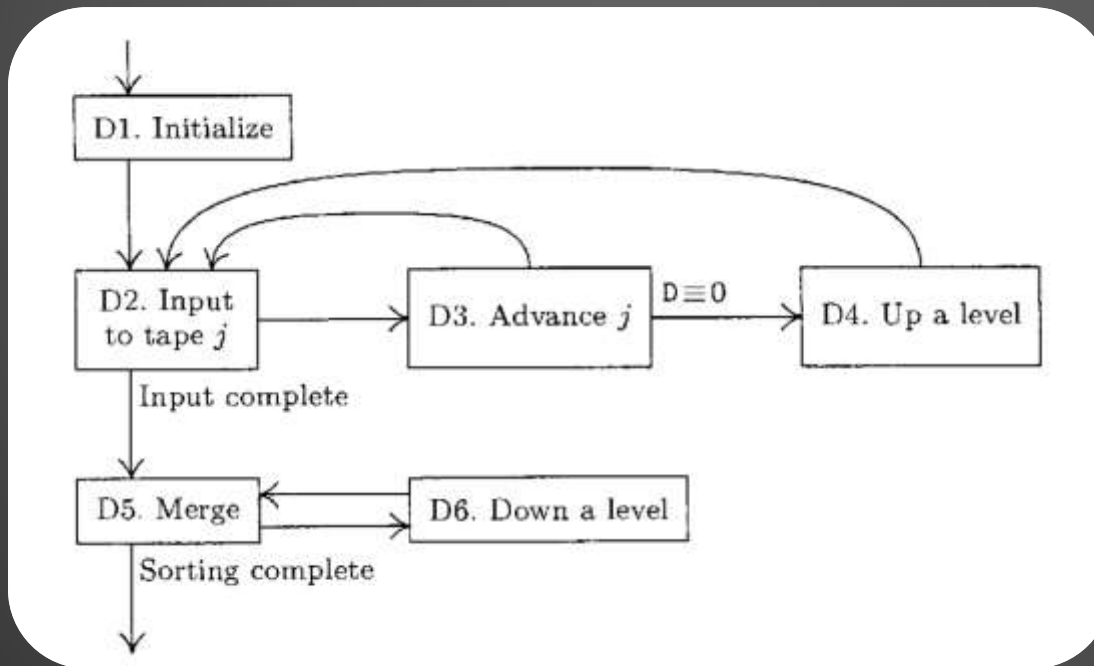 D1. Initialize
D2. Input
to tape j
D3. Advance j
D≡0
D4. Up a level
Input complete
D5. Merge
D6. Down a level
Sorting complete